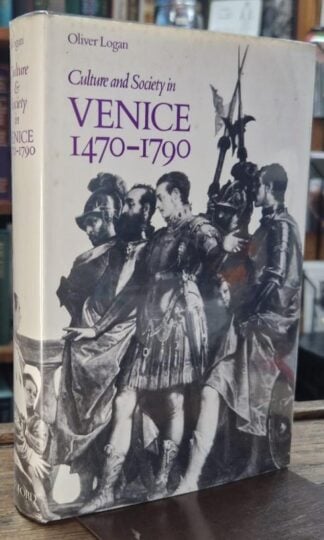 Oliver Logan
Culture and Society in
VENICE
1470-1790
Logan
Culture
&
Society
in
VENICE
1470-1790